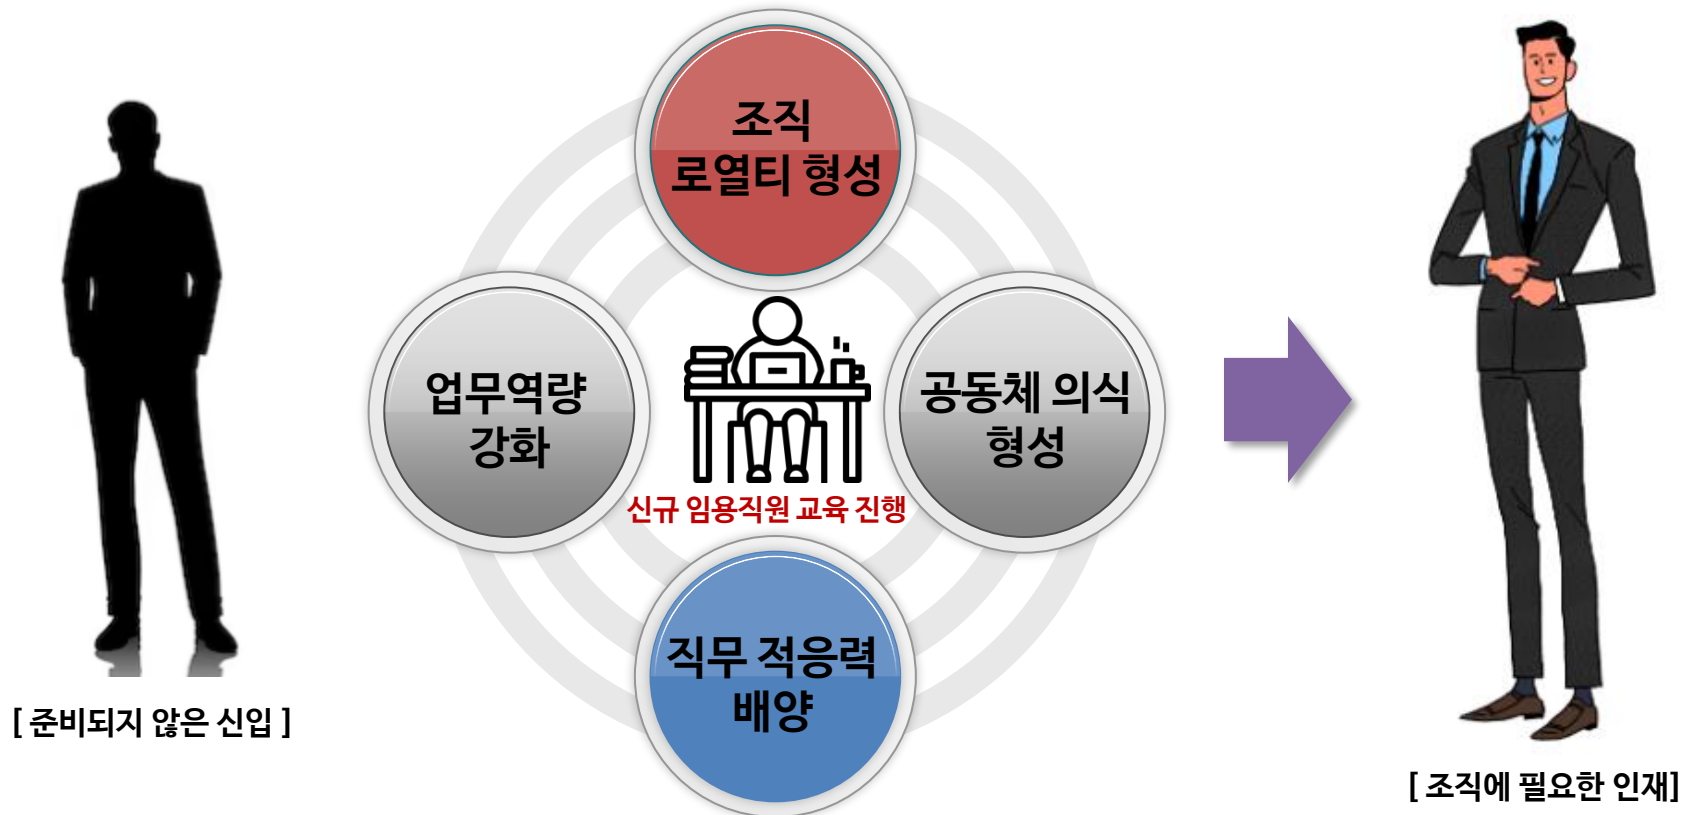 조직
로열티 형성
업무역량
강화
공동체 의식
형성
신규 임용직원 교육 진행
직무 적응력
배양
[ 준비되지 않은 신입 ]
[ 조직에 필요한 인재]